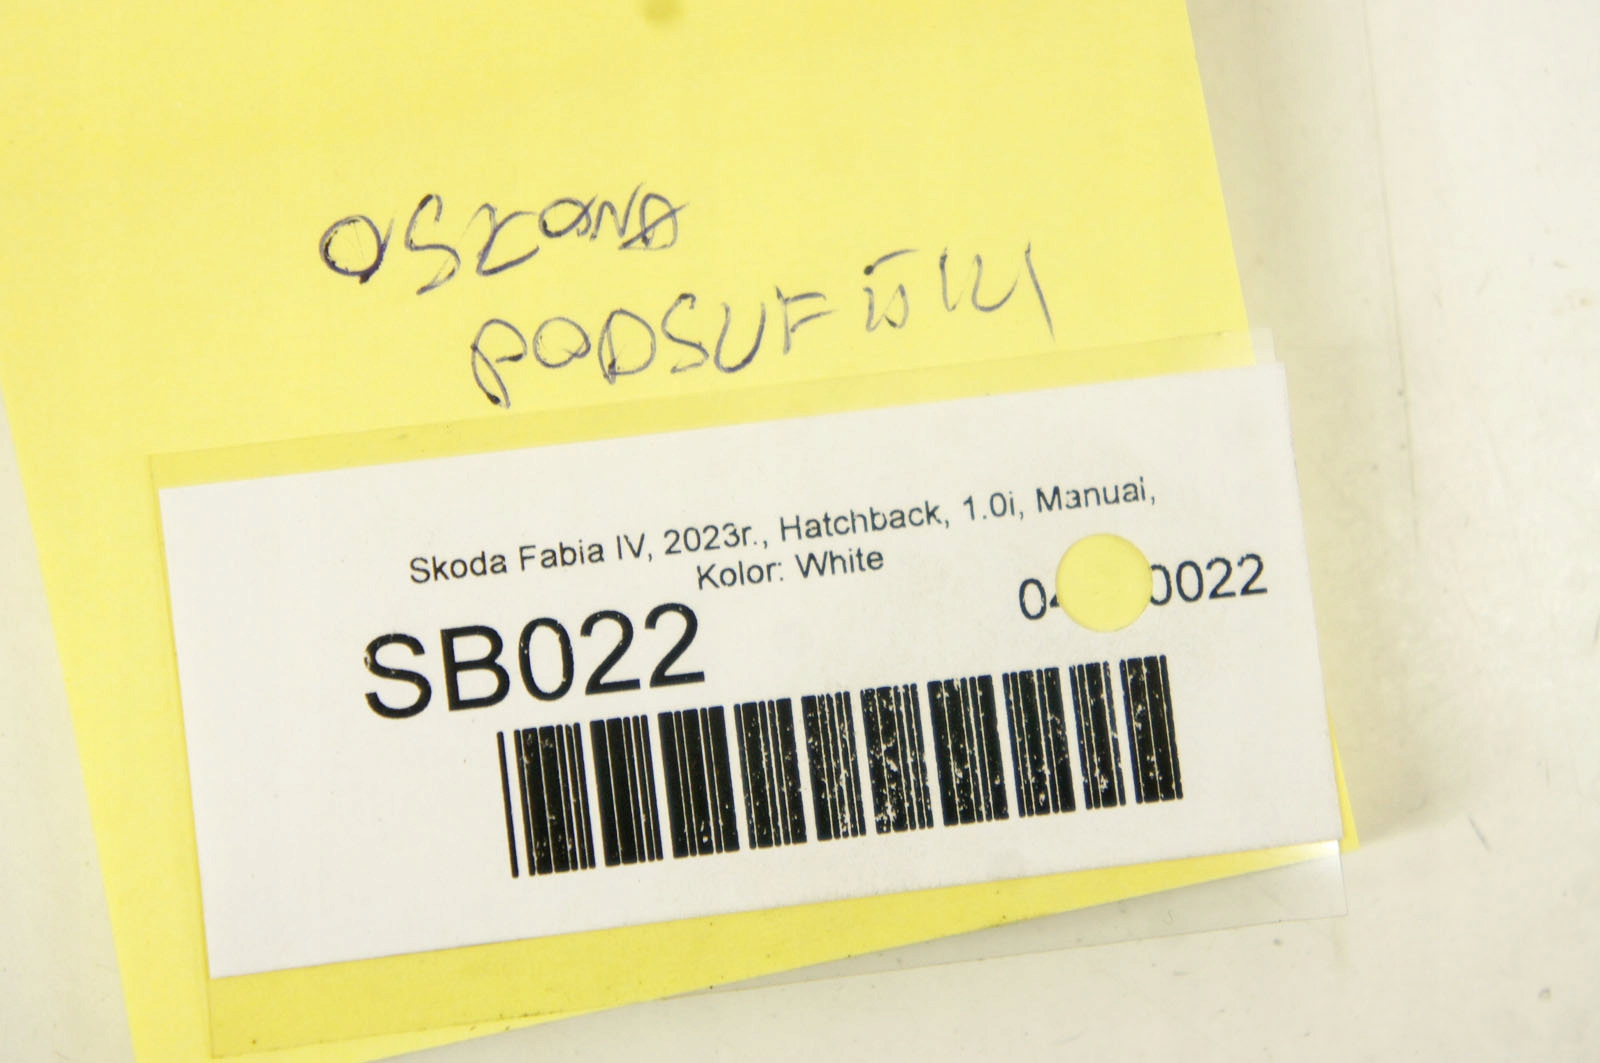 OSŁONA
PODSUFITKI
Skoda Fabia IV, 2023r., Hatchback, 1.0i, Manual,
Kolor: White
SB022